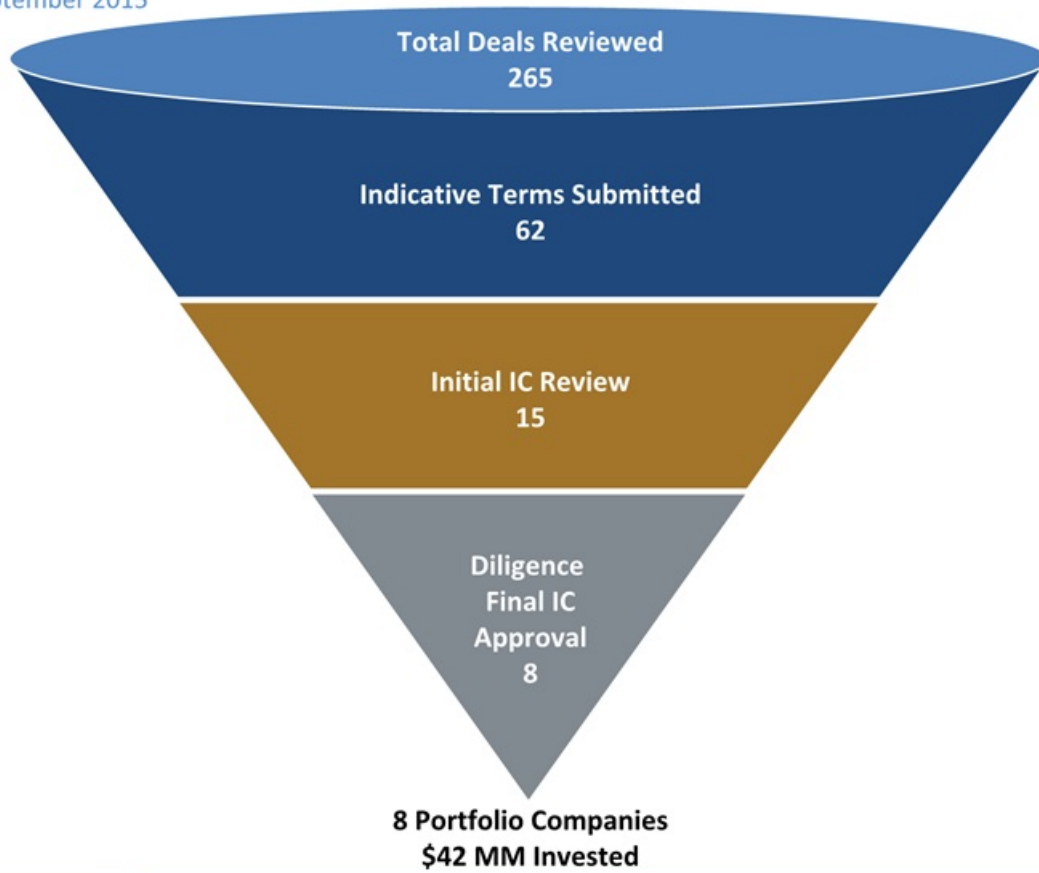 2015
Total Deals Reviewed
265
Indicative Terms Submitted
62
Initial IC Review
15
Diligence
Final IC
Approval
8
8 Portfolio Companies
$42 MM Invested